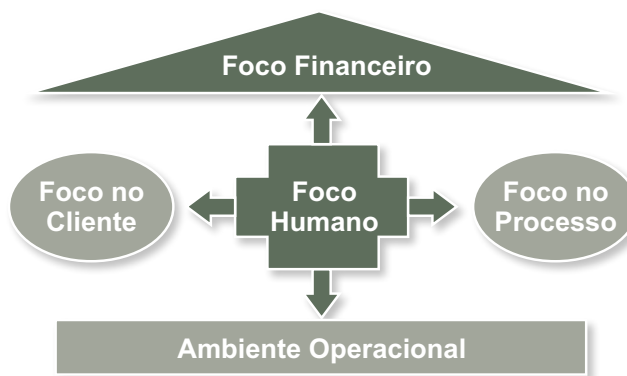 Foco Financeiro
Foco no
Cliente
Foco
Humano
Foco no
Processo
Ambiente Operacional